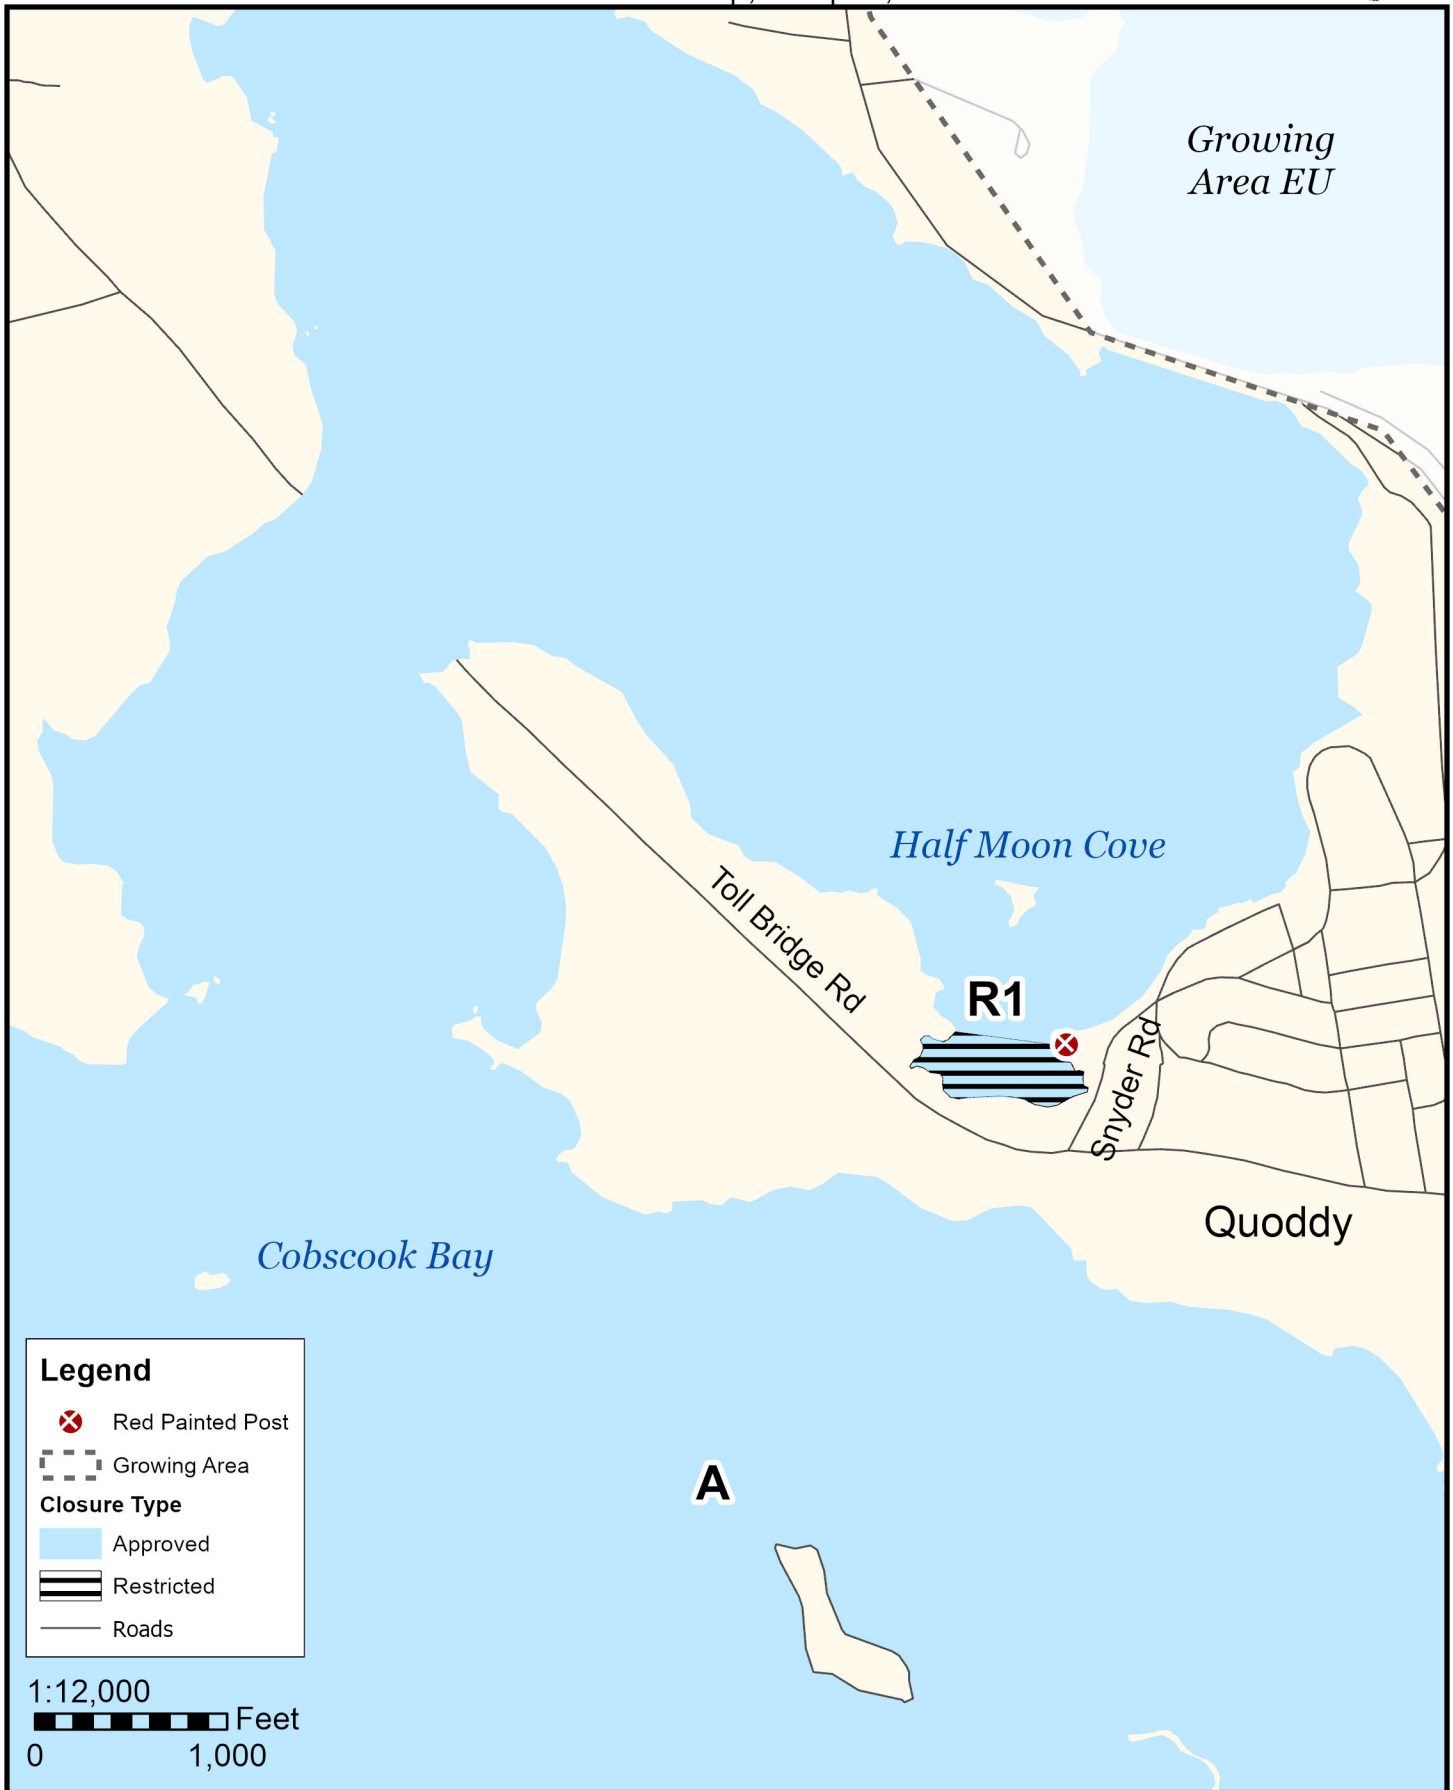 Growing
Area EU
Half Moon Cove
Toll Bridge Rd
R1
Snyder Rd
Quoddy
Cobscook Bay
A
Legend
Red Painted Post
Growing Area
Closure Type
Approved
Restricted
Roads
1:12,000
Feet
0 1,000